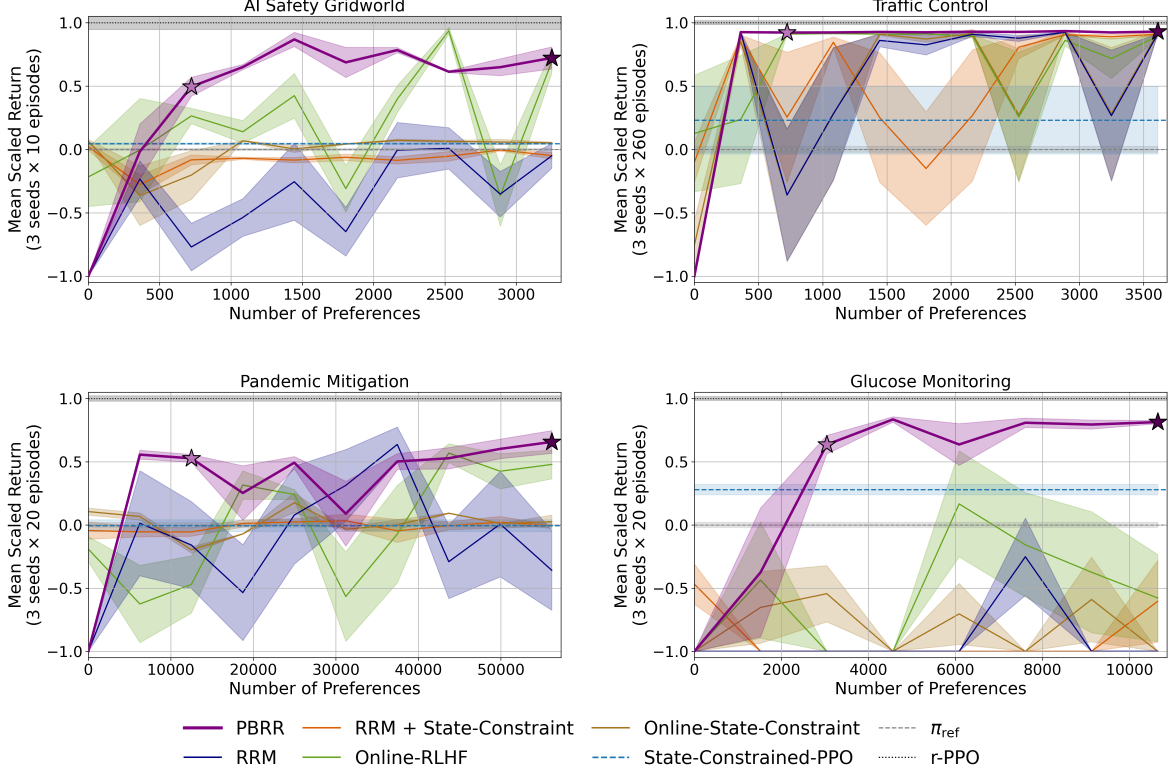 AI Safety Gridworld
Mean Scaled Return
(3 seeds × 10 episodes)
1.0
0.5
0.0
−0.5
−1.0
0 500 1000 1500 2000 2500 3000
Number of Preferences
Traffic Control
Mean Scaled Return
(3 seeds × 260 episodes)
1.0
0.5
0.0
−0.5
−1.0
0 500 1000 1500 2000 2500 3000 3500
Number of Preferences
Pandemic Mitigation
Mean Scaled Return
(3 seeds × 20 episodes)
1.0
0.5
0.0
−0.5
−1.0
0 10000 20000 30000 40000 50000
Number of Preferences
Glucose Monitoring
Mean Scaled Return
(3 seeds × 20 episodes)
1.0
0.5
0.0
−0.5
−1.0
0 2000 4000 6000 8000 10000
Number of Preferences
PBRR RRM + State-Constraint Online-State-Constraint π_ref
RRM Online-RLHF State-Constrained-PPO r-PPO